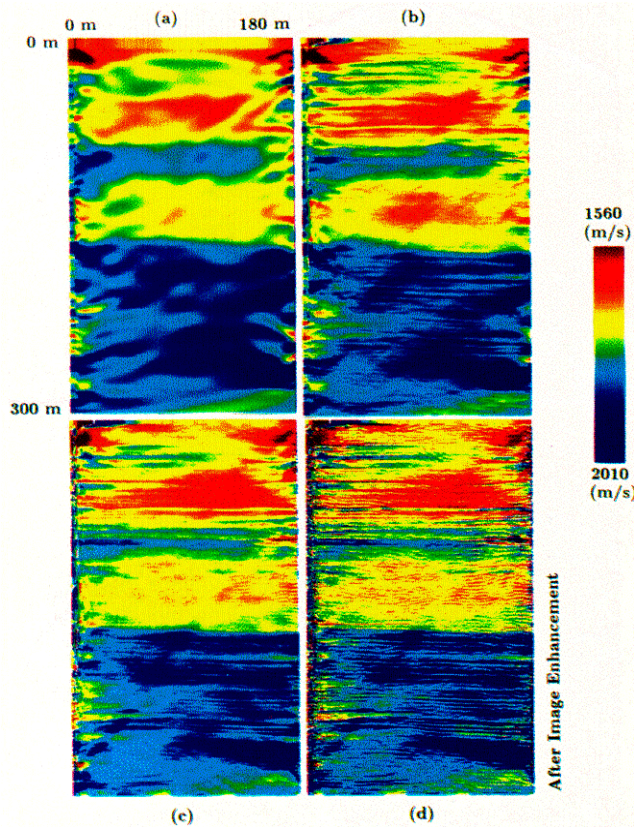 0 m (a) 180 m (b)
0 m
1560
(m/s)
300 m
2010
(m/s)
After Image Enhancement
(c) (d)